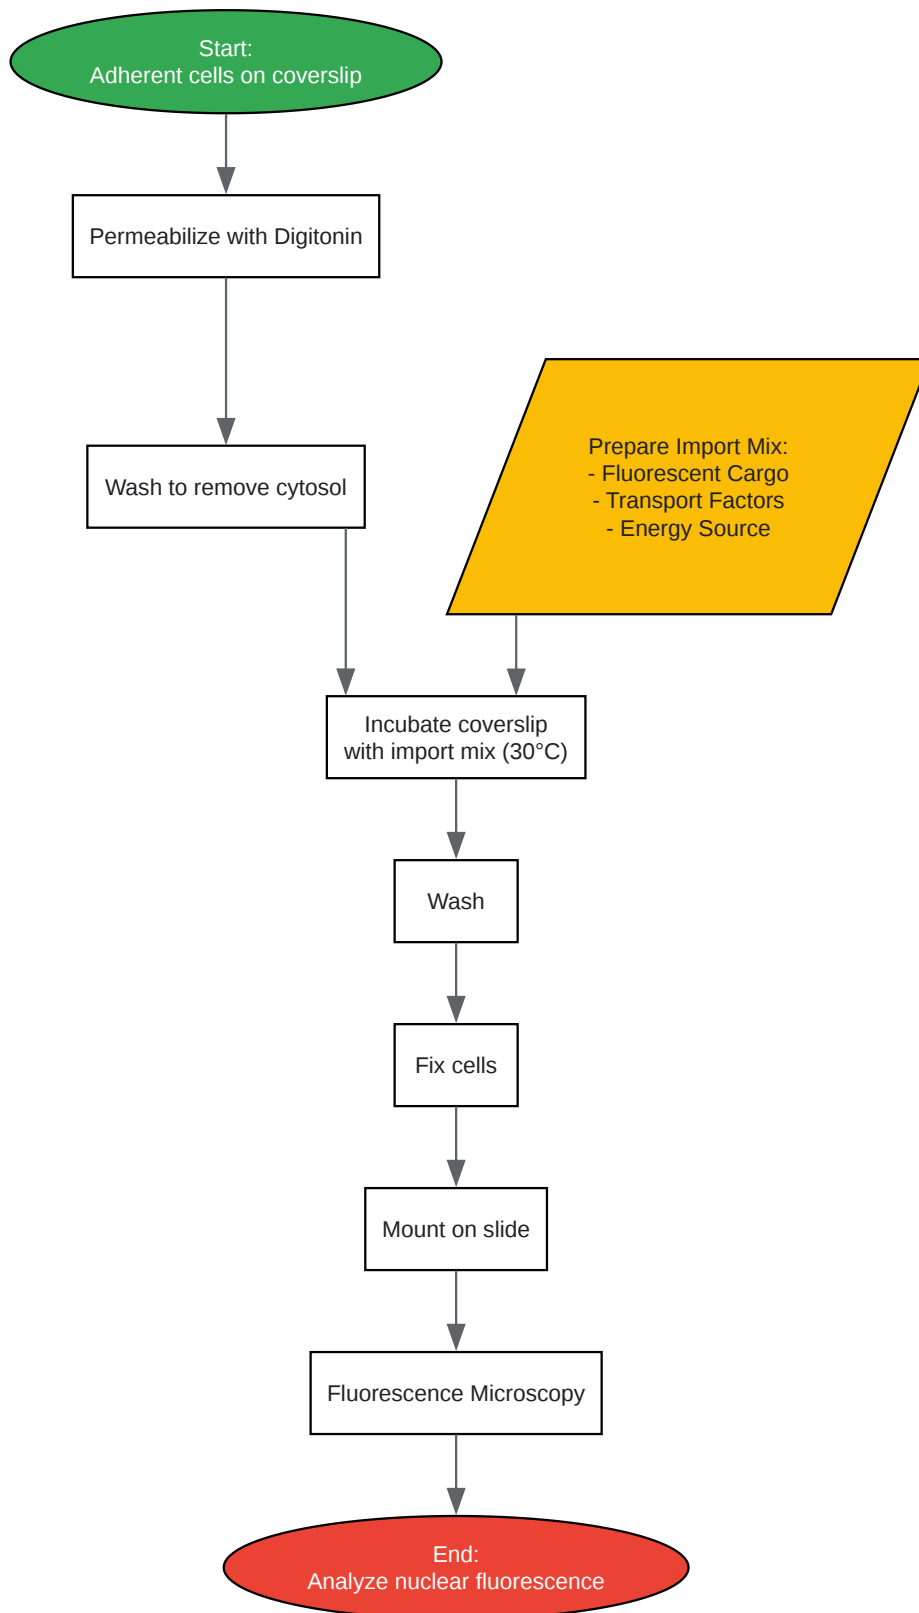 Start:
Adherent cells on coverslip
Permeabilize with Digitonin
Wash to remove cytosol
Prepare Import Mix:
- Fluorescent Cargo
- Transport Factors
- Energy Source
Incubate coverslip
with import mix (30°C)
Wash
Fix cells
Mount on slide
Fluorescence Microscopy
End:
Analyze nuclear fluorescence